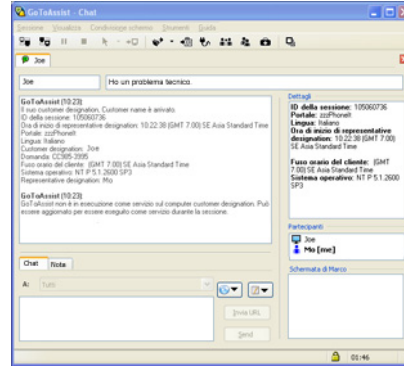 GoToAssist - Chat
Sessione Visualizza Condivisione schermo Strumenti Guida
Joe
Joe
Ho un problema tecnico.
GoToAssist (10:23)
Il suo customer designation, Customer name è arrivato.
ID della sessione: 105060736
Ora di inizio di representative designation: 10:22:38 (GMT 7.00) SE Asia Standard Time
Portale: zzzPhoneIt
Lingua: Italiano
Customer designation: Joe
Domanda: CC985-3995
Fuso orario del cliente: (GMT 7.00) SE Asia Standard Time
Sistema operativo: NT P 5.1.2600 SP3
Representative designation: Mo
GoToAssist (10:23)
GoToAssist non è in esecuzione come servizio sul computer customer designation. Può
essere aggiornato per essere eseguito come servizio durante la sessione.
Dettagli
ID della sessione: 105060736
Portale: zzzPhoneIt
Lingua: Italiano
Ora di inizio di representative
designation: 10:22:38 (GMT 7.00)
SE Asia Standard Time
Fuso orario del cliente: (GMT
7.00) SE Asia Standard Time
Sistema operativo: NT P 5.1.2600
SP3
Partecipanti
Joe
Mo [me]
Schermata di Marco
Chat
Note
A:
Tutti
Invia URL
Send
01:46